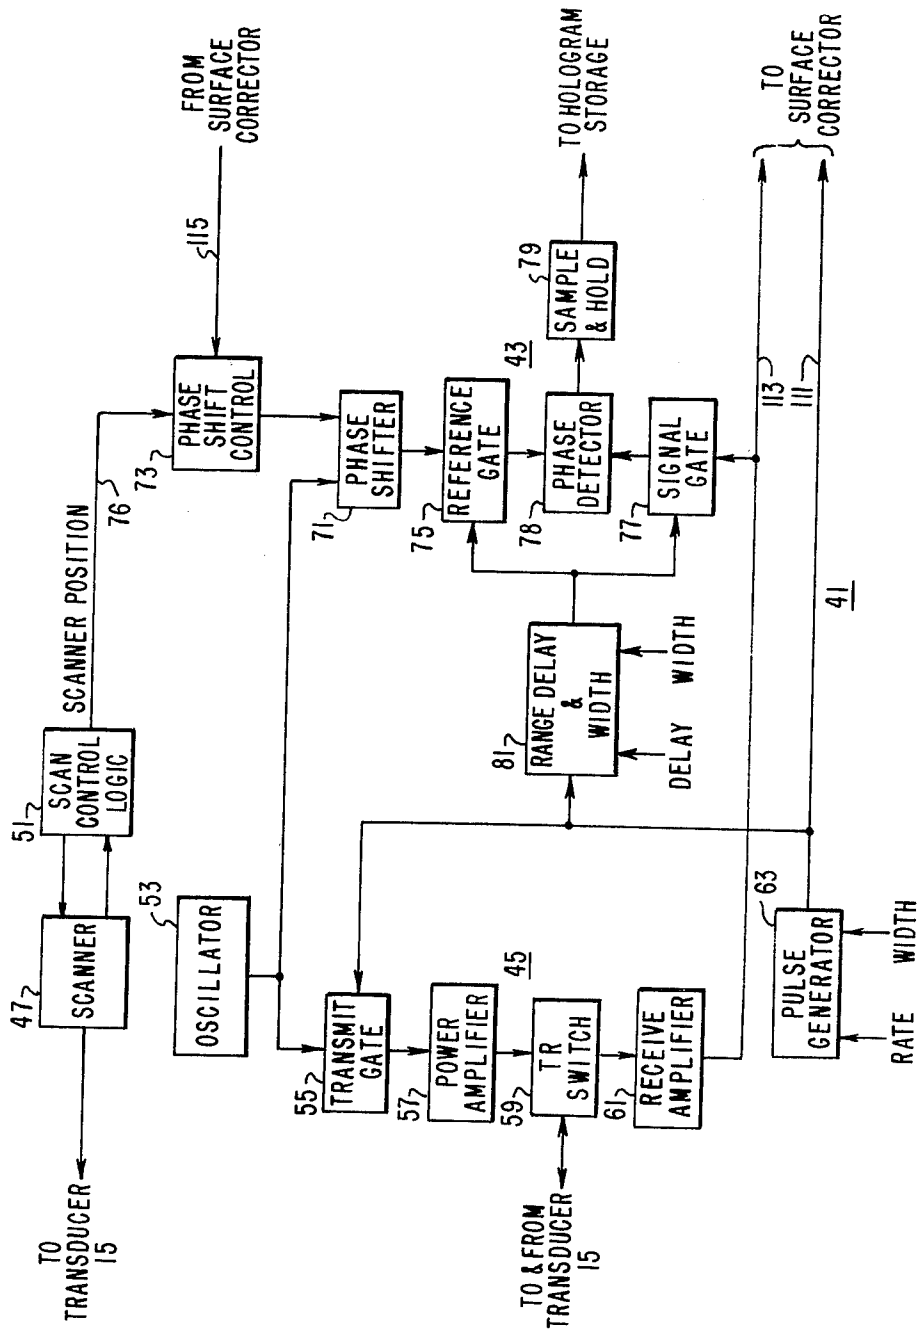 TO
TRANSDUCER
15
47
SCANNER
51
SCAN
CONTROL
LOGIC
SCANNER POSITION
76
73
PHASE
SHIFT
CONTROL
115
FROM
SURFACE
CORRECTOR
53
OSCILLATOR
55
TRANSMIT
GATE
57
POWER
AMPLIFIER
45
59
TR
SWITCH
TO & FROM
TRANSDUCER
15
61
RECEIVE
AMPLIFIER
71
PHASE
SHIFTER
75
REFERENCE
GATE
43
78
PHASE
DETECTOR
79
SAMPLE
& HOLD
TO HOLOGRAM
STORAGE
77
SIGNAL
GATE
81
RANGE DELAY
&
WIDTH
DELAY
WIDTH
63
PULSE
GENERATOR
RATE
WIDTH
41
113
111
TO
SURFACE
CORRECTOR